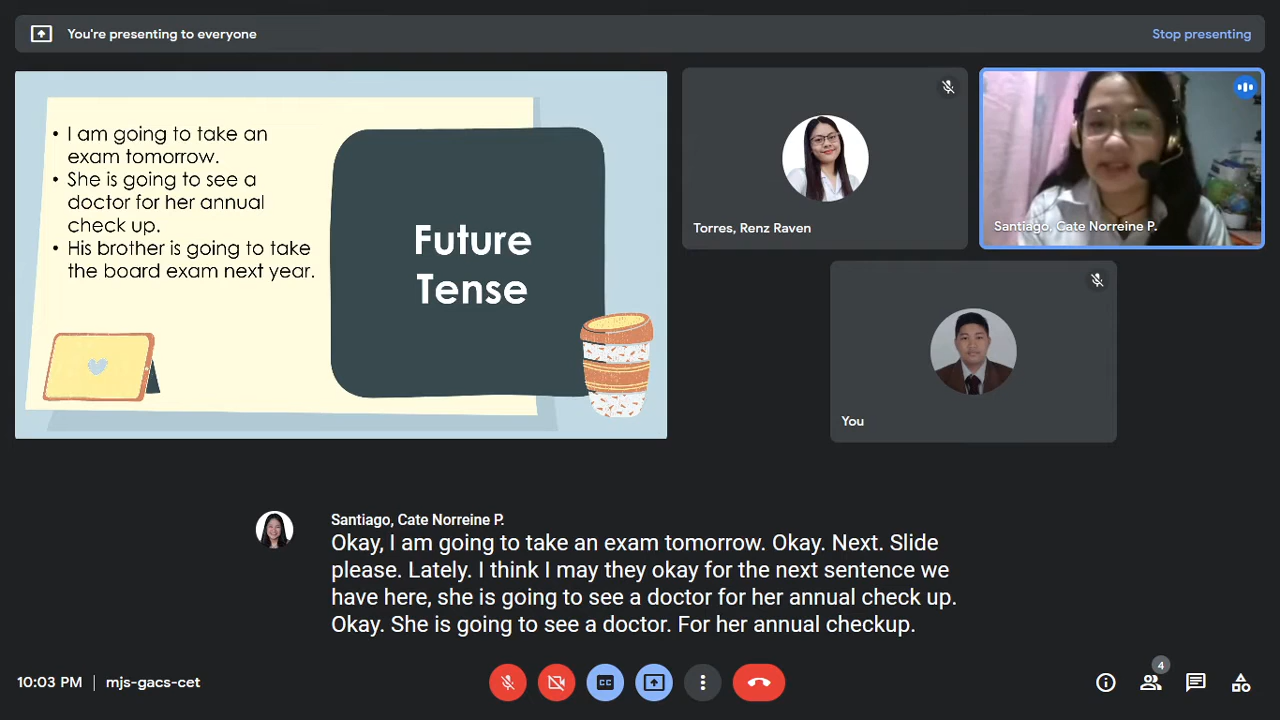 You're presenting to everyone
Stop presenting
• I am going to take an
exam tomorrow.
• She is going to see a
doctor for her annual
check up.
• His brother is going to take
the board exam next year.
Future
Tense
Torres, Renz Raven
Santiago, Cate Norreine P.
You
Santiago, Cate Norreine P.
Okay, I am going to take an exam tomorrow. Okay. Next. Slide
please. Lately. I think I may they okay for the next sentence we
have here, she is going to see a doctor for her annual check up.
Okay. She is going to see a doctor. For her annual checkup.
10:03 PM | mjs-gacs-cet
CC
4